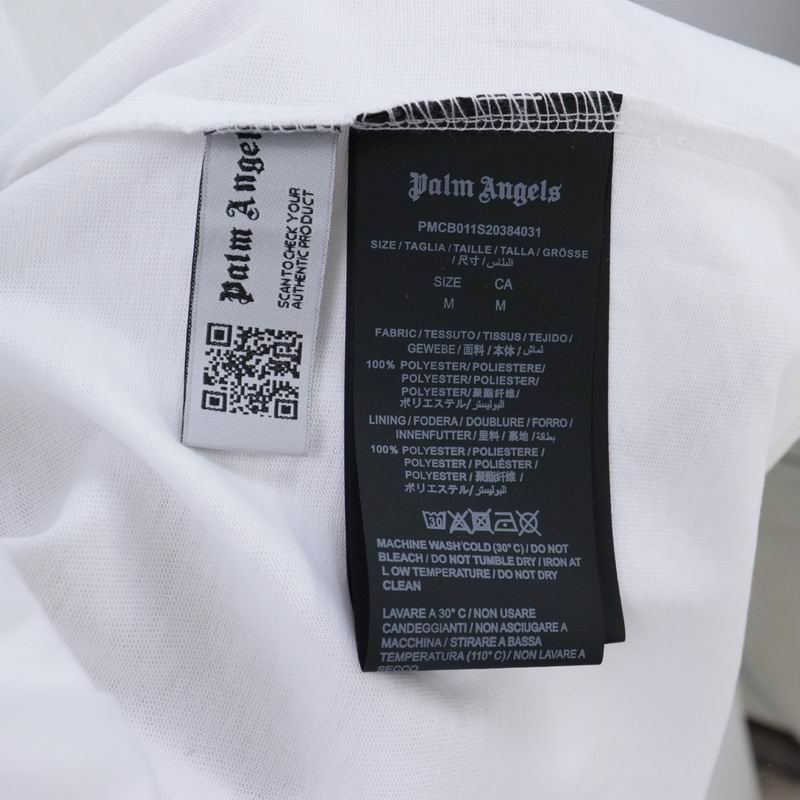 Palm Angels
SCAN TO CHECK YOUR
AUTHENTIC PRODUCT
Palm Angels
PMCB011S20384031
SIZE / TAGLIA / TAILLE / TALLA / GRÖSSE
/ 尺寸 /
SIZE CA
M M
FABRIC / TESSUTO / TISSUS / TEJIDO /
GEWEBE / 面料 / 本体 / قماش
100% POLYESTER/ POLIESTERE/
POLYESTER/ POLIESTER/
POLYESTER/ 聚酯纤维 /
ポリエステル/ البوليستر
LINING / FODERA / DOUBLURE / FORRO /
INNENFUTTER / 里料 / 裏地 / بطانة
100% POLYESTER / POLIESTERE /
POLYESTER / POLIÉSTER /
POLYESTER / 聚酯纤维 /
ポリエステル/ البوليستر
30
MACHINE WASH COLD (30° C) / DO NOT
BLEACH / DO NOT TUMBLE DRY / IRON AT
L OW TEMPERATURE / DO NOT DRY
CLEAN
LAVARE A 30° C / NON USARE
CANDEGGIANTI / NON ASCIUGARE A
MACCHINA / STIRARE A BASSA
TEMPERATURA (110° C) / NON LAVARE A
SECCO